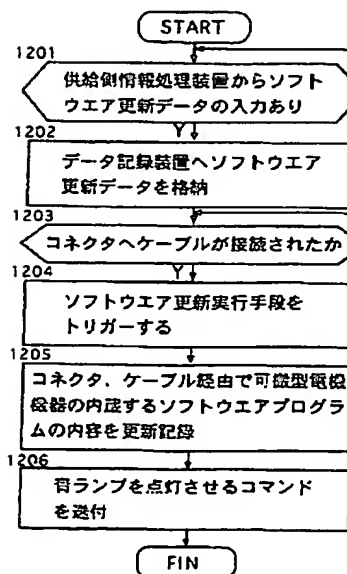 START
1201
供給側情報処理装置からソフト
ウエア更新データの入力あり
Y
1202
データ記録装置へソフトウエア
更新データを格納
1203
コネクタへケーブルが接続されたか
Y
1204
ソフトウエア更新実行手段を
トリガーする
1205
コネクタ、ケーブル経由で可搬型電機
機器の内蔵するソフトウエアプログラ
ムの内容を更新記録
1206
青ランプを点灯させるコマンド
を送付
FIN